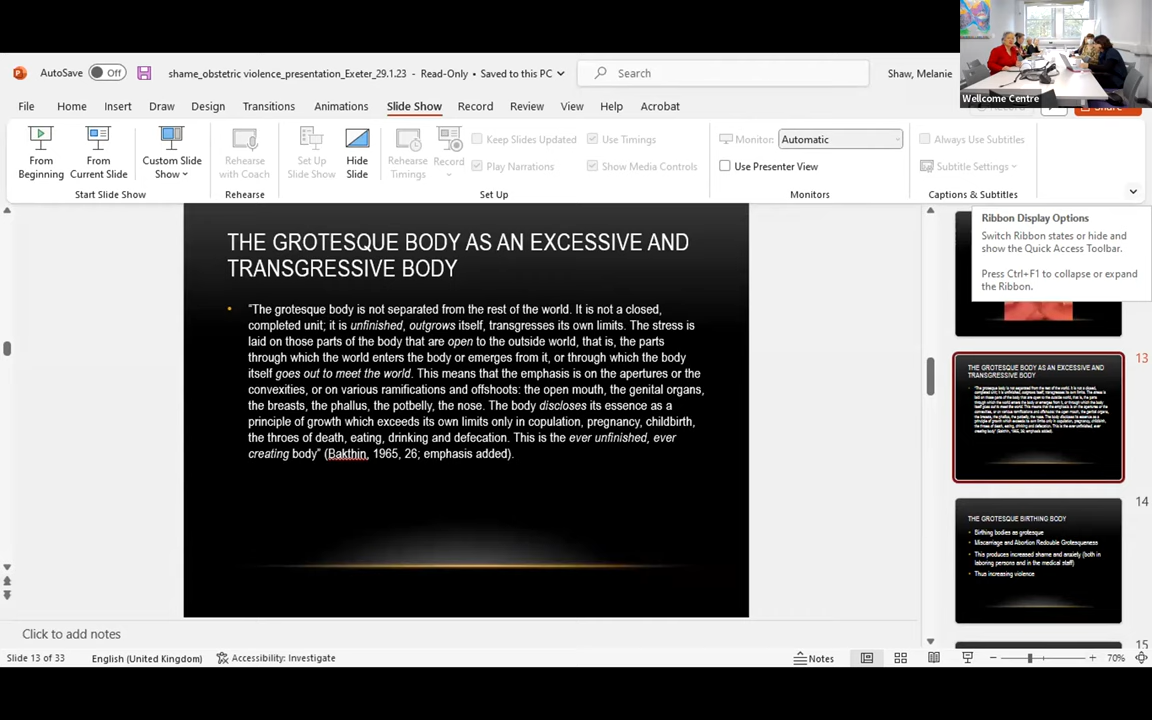 AutoSave Off shame_obstetric violence_presentation_Exeter_29.1.23 - Read-Only • Saved to this PC Search Shaw, Melanie
Wellcome Centre
File Home Insert Draw Design Transitions Animations Slide Show Record Review View Help Acrobat
From Beginning
From Current Slide
Custom Slide Show
Start Slide Show
Rehearse with Coach
Rehearse
Set Up Slide Show
Hide Slide
Rehearse Timings
Record
Keep Slides Updated
Play Narrations
Use Timings
Show Media Controls
Set Up
Monitor: Automatic
Use Presenter View
Monitors
Always Use Subtitles
Subtitle Settings
Captions & Subtitles
Ribbon Display Options
Switch Ribbon states or hide and
show the Quick Access Toolbar.
Press Ctrl+F1 to collapse or expand
the Ribbon.
THE GROTESQUE BODY AS AN EXCESSIVE AND
TRANSGRESSIVE BODY
• “The grotesque body is not separated from the rest of the world. It is not a closed,
completed unit; it is unfinished, outgrows itself, transgresses its own limits. The stress is
laid on those parts of the body that are open to the outside world, that is, the parts
through which the world enters the body or emerges from it, or through which the body
itself goes out to meet the world. This means that the emphasis is on the apertures or the
convexities, or on various ramifications and offshoots: the open mouth, the genital organs,
the breasts, the phallus, the potbelly, the nose. The body discloses its essence as a
principle of growth which exceeds its own limits only in copulation, pregnancy, childbirth,
the throes of death, eating, drinking and defecation. This is the ever unfinished, ever
creating body” (Bakthin, 1965, 26; emphasis added).
13
THE GROTESQUE BODY AS AN EXCESSIVE AND
TRANSGRESSIVE BODY
14
THE GROTESQUE BIRTHING BODY
• Birthing bodies as grotesque
• Miscarriage and Abortion Redouble Grotesqueness
• This produces increased shame and anxiety (both in
laboring persons and in the medical staff)
• Thus increasing violence
15
Click to add notes
Slide 13 of 33 English (United Kingdom) Accessibility: Investigate Notes 70%